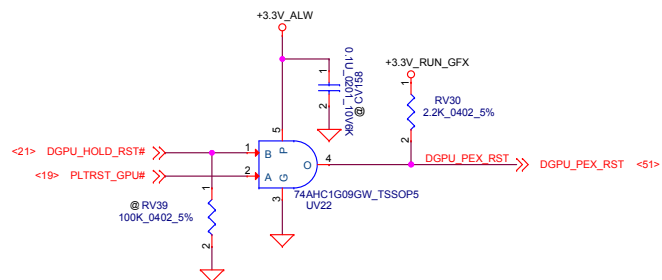 +3.3V_ALW
0.1U_0201_10V6K
@ CV158
1
2
+3.3V_RUN_GFX
1
RV30
2.2K_0402_5%
2
5
<21> DGPU_HOLD_RST#
1
B
P
O
4
DGPU_PEX_RST
DGPU_PEX_RST <51>
<19> PLTRST_GPU#
2
A
G
3
74AHC1G09GW_TSSOP5
UV22
1
@ RV39
100K_0402_5%
2